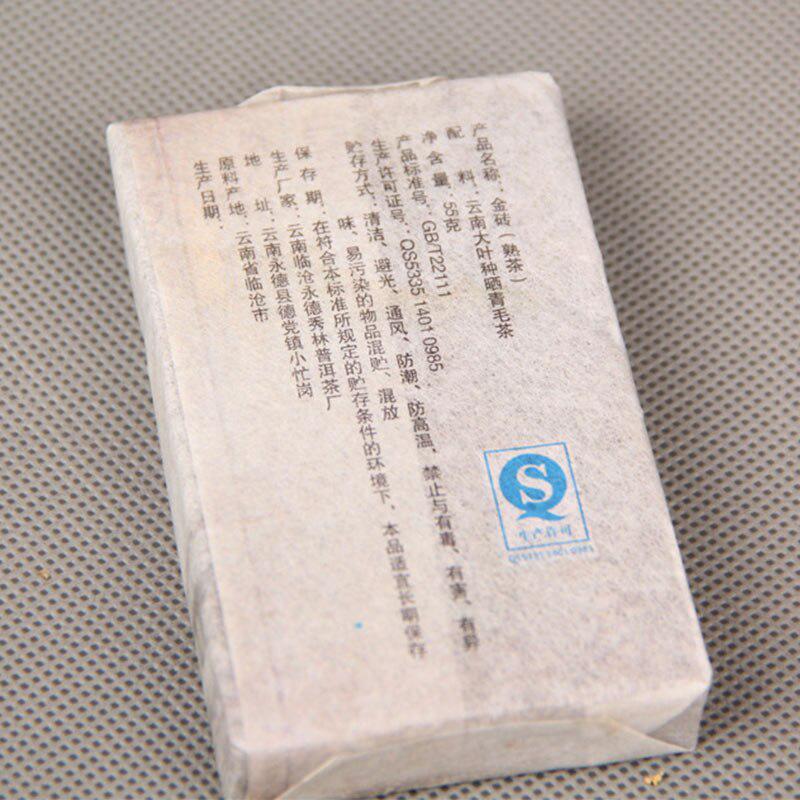 产品名称：金砖（熟茶）
配 料：云南大叶种晒青毛茶
净含量：55克
产品标准号：GB/T22111
生产许可证号：QS5335 1401 0985
贮存方式：清洁、避光、通风、防潮、防高温，禁止与有毒、有害、有异
味、易污染的物品混贮、混放
保 存 期：在符合本标准所规定的贮存条件的环境下，本品适宜长期保存
生产厂家：云南临沧永德秀林普洱茶厂
地 址：云南永德县德党镇小忙岗
原料产地：云南省临沧市
生产日期：
S
生产许可
QS5335 1401 0985